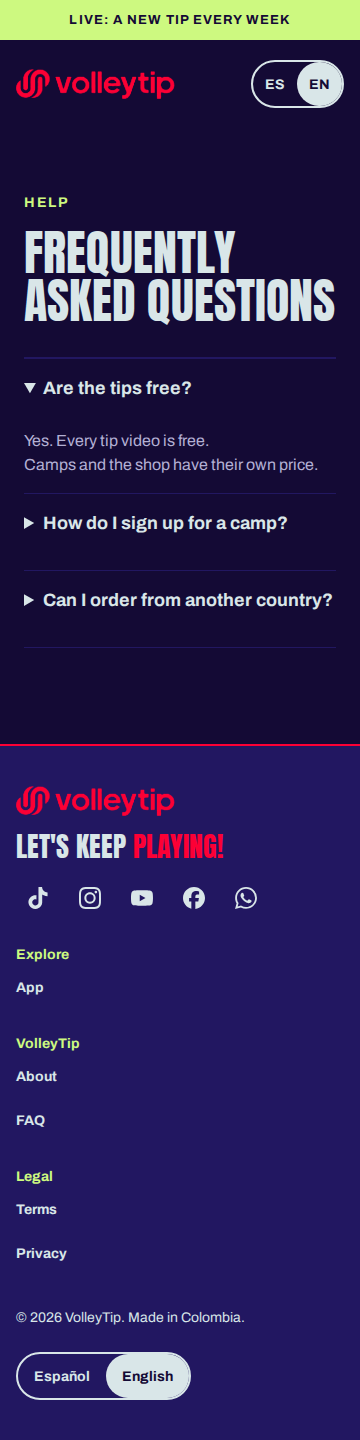 LIVE: A NEW TIP EVERY WEEK
volleytip
ES EN
HELP
FREQUENTLY
ASKED QUESTIONS
Are the tips free?
Yes. Every tip video is free.
Camps and the shop have their own price.
How do I sign up for a camp?
Can I order from another country?
volleytip
LET'S KEEP PLAYING!
Explore
App
VolleyTip
About
FAQ
Legal
Terms
Privacy
© 2026 VolleyTip. Made in Colombia.
Español English